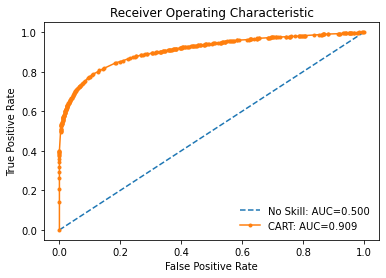 Receiver Operating Characteristic
1.0
0.8
0.6
0.4
0.2
0.0
True Positive Rate
0.0 0.2 0.4 0.6 0.8 1.0
False Positive Rate
No Skill: AUC=0.500
CART: AUC=0.909